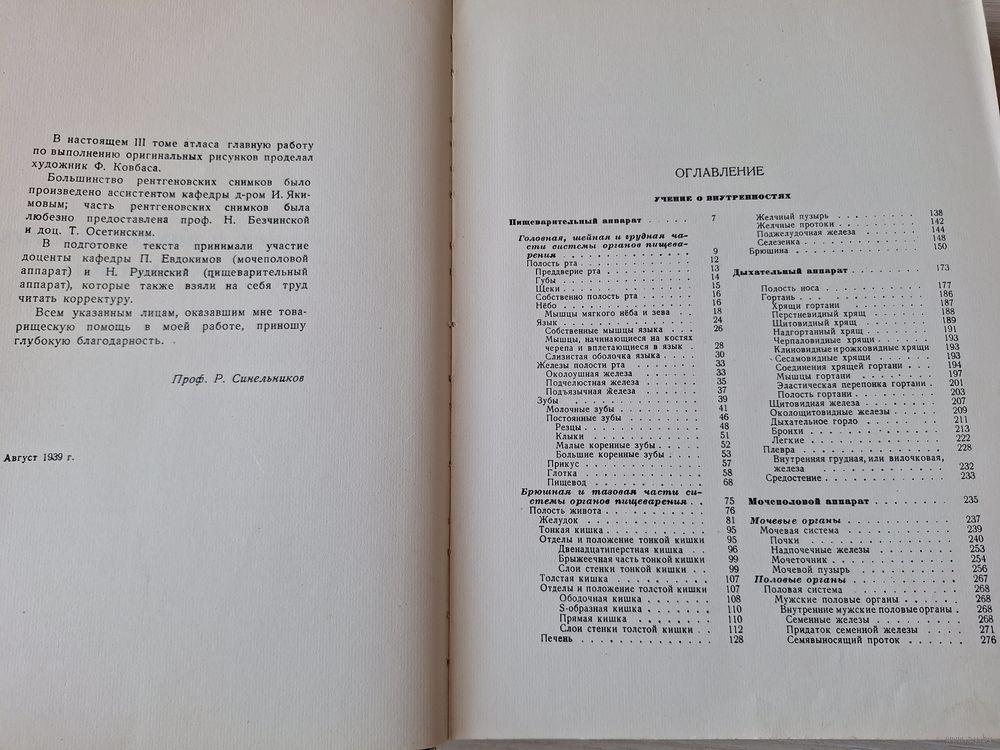 В настоящем III томе атласа главную работу
по выполнению оригинальных рисунков проделал
художник Ф. Ковбаса.
Большинство рентгеновских снимков было
произведено ассистентом кафедры д-ром И. Яки-
мовым; часть рентгеновских снимков была
любезно предоставлена проф. Н. Безчинской
и доц. Т. Осетинским.
В подготовке текста принимали участие
доценты кафедры П. Евдокимов (мочеполовой
аппарат) и Н. Рудинский (пищеварительный
аппарат), которые также взяли на себя труд
читать корректуру.
Всем указанным лицам, оказавшим мне това-
рищескую помощь в моей работе, приношу
глубокую благодарность.
Проф. Р. Синельников
Август 1939 г.
ОГЛАВЛЕНИЕ
УЧЕНИЕ О ВНУТРЕННОСТЯХ
Пищеварительный аппарат . . . . . 7
Головная, шейная и грудная ча-
сти системы органов пищева-
рения . . . . . . . . . . . 9
Полость рта . . . . . . . . . . 12
Преддверие рта . . . . . . . . . 13
Губы . . . . . . . . . . . . 14
Щеки . . . . . . . . . . . . 15
Собственно полость рта . . . . . 16
Нёбо . . . . . . . . . . . . 16
Мышцы мягкого нёба и зева . . 18
Язык . . . . . . . . . . . . 24
Собственные мышцы языка . . . 26
Мышцы, начинающиеся на костях
черепа и вплетающиеся в язык . 28
Слизистая оболочка языка . . . . 30
Железы полости рта . . . . . . 33
Околоушная железа . . . . . . 33
Подчелюстная железа . . . . . 35
Подъязычная железа . . . . . . 37
Зубы . . . . . . . . . . . . 39
Молочные зубы . . . . . . . . 41
Постоянные зубы . . . . . . . 46
Резцы . . . . . . . . . . . . 48
Клыки . . . . . . . . . . . . 51
Малые коренные зубы . . . . . 52
Большие коренные зубы . . . . 53
Прикус . . . . . . . . . . . . 57
Глотка . . . . . . . . . . . . 58
Пищевод . . . . . . . . . . . 68
Брюшная и тазовая части си-
стемы органов пищеварения . . 75
Полость живота . . . . . . . . . 76
Желудок . . . . . . . . . . . 81
Тонкая кишка . . . . . . . . . . 95
Отделы и положение тонкой кишки 95
Двенадцатиперстная кишка . . 96
Брыжеечная часть тонкой кишки 99
Слои стенки тонкой кишки . . 99
Толстая кишка . . . . . . . . . 107
Отделы и положение толстой кишки 107
Ободочная кишка . . . . . . . 108
S-образная кишка . . . . . . . 110
Прямая кишка . . . . . . . . 110
Слои стенки толстой кишки . . 112
Печень . . . . . . . . . . . . 128
Желчный пузырь . . . . . . . . 138
Желчные протоки . . . . . . . . 142
Поджелудочная железа . . . . . . 144
Селезенка . . . . . . . . . . . 148
Брюшина . . . . . . . . . . . . 150
Дыхательный аппарат . . . . . . . 173
Полость носа . . . . . . . . . . 177
Гортань . . . . . . . . . . . . 186
Хрящи гортани . . . . . . . . . 187
Перстневидный хрящ . . . . . . 188
Щитовидный хрящ . . . . . . . 189
Надгортанный хрящ . . . . . . 191
Черпаловидные хрящи . . . . . 193
Клиновидные и рожковидные хрящи 193
Сесамовидные хрящи . . . . . 193
Соединения хрящей гортани . . . 194
Мышцы гортани . . . . . . . . 197
Эластическая перепонка гортани . 201
Полость гортани . . . . . . . . 203
Щитовидная железа . . . . . . . 207
Околощитовидные железы . . . . . 209
Дыхательное горло . . . . . . . 211
Бронхи . . . . . . . . . . . . 213
Легкие . . . . . . . . . . . . 222
Плевра . . . . . . . . . . . . 228
Внутренняя грудная, или вилочковая,
железа . . . . . . . . . . . 232
Средостение . . . . . . . . . . 233
Мочеполовой аппарат . . . . . . . 235
Мочевые органы . . . . . . . . 237
Мочевая система . . . . . . . . 239
Почки . . . . . . . . . . . . 240
Надпочечные железы . . . . . . 253
Мочеточник . . . . . . . . . . 254
Мочевой пузырь . . . . . . . . 256
Половые органы . . . . . . . . 267
Половая система . . . . . . . . 268
Мужские половые органы . . . . . 268
Внутренние мужские половые органы . 268
Семенные железы . . . . . . . 268
Придаток семенной железы . . . . 271
Семявыносящий проток . . . . . 276